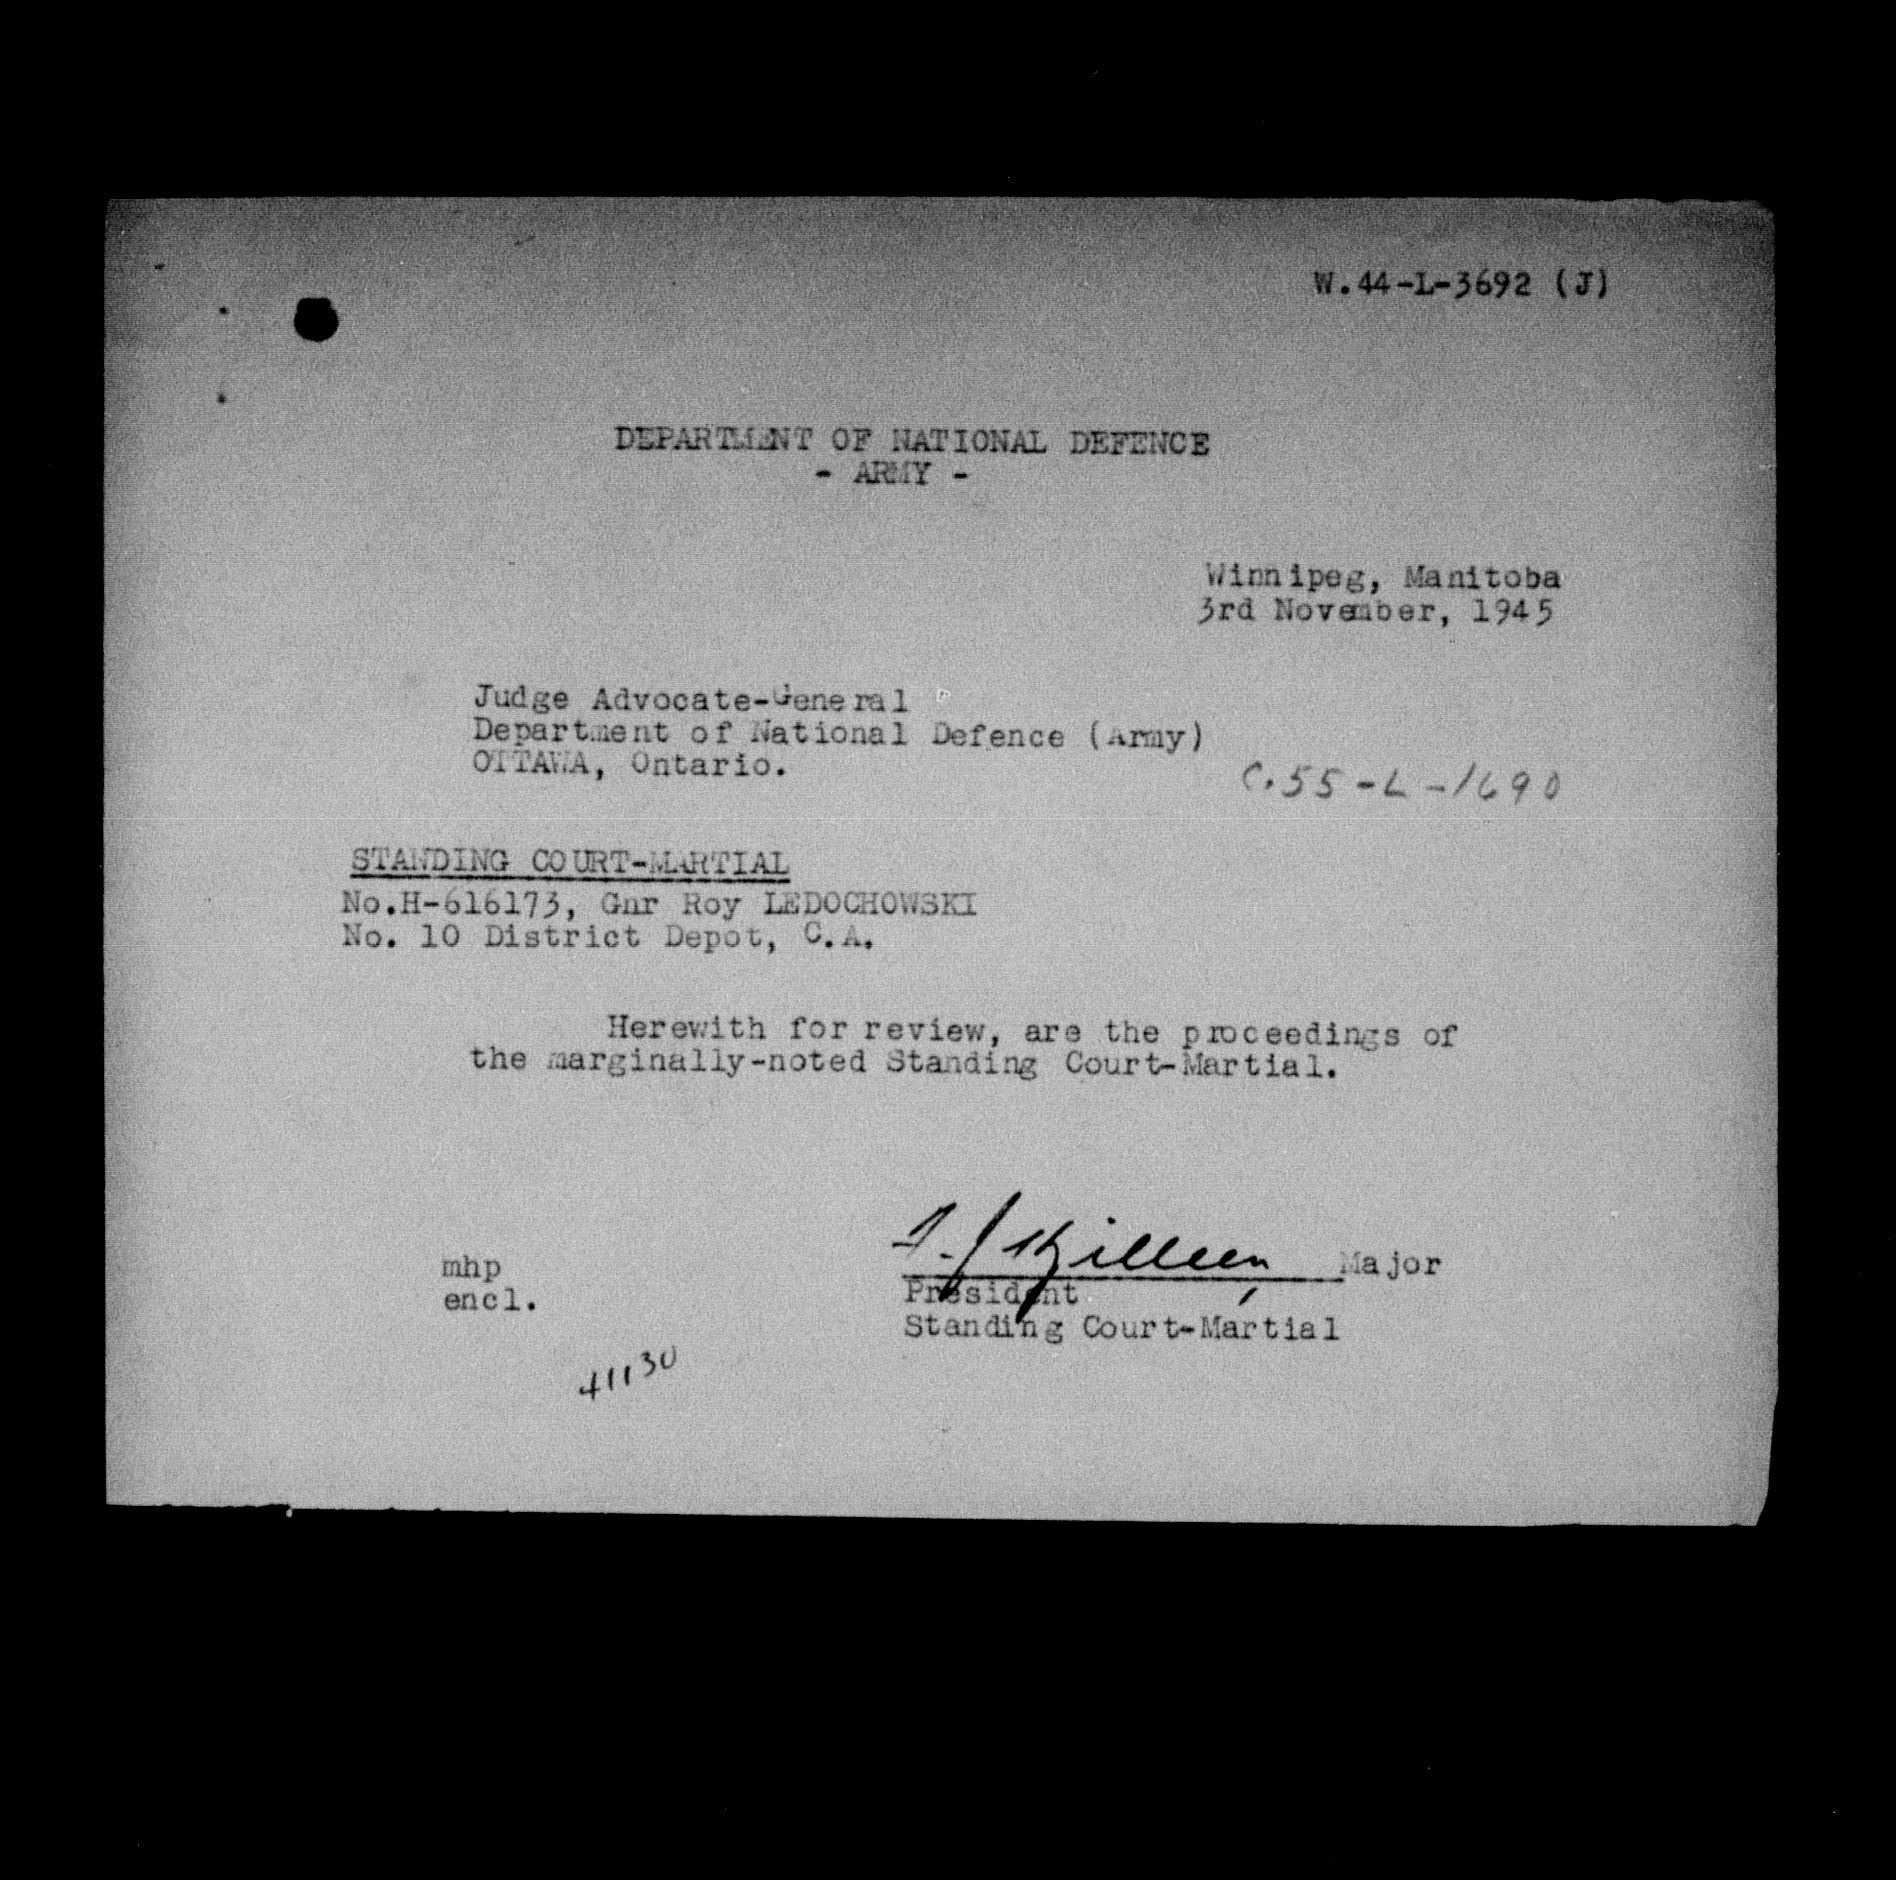 W.44-L-3692 (J)
DEPARTMENT OF NATIONAL DEFENCE
- ARMY -
Winnipeg, Manitoba
3rd November, 1945
Judge Advocate-General
Department of National Defence (Army)
OTTAWA, Ontario.
C.55-L-1690
STANDING COURT-MARTIAL
No.H-616173, Gnr Roy LEDOCHOWSKI
No. 10 District Depot, C.A.
Herewith for review, are the proceedings of
the marginally-noted Standing Court-Martial.
Killeen, Major
mhp
President
encl.
Standing Court-Martial
41130